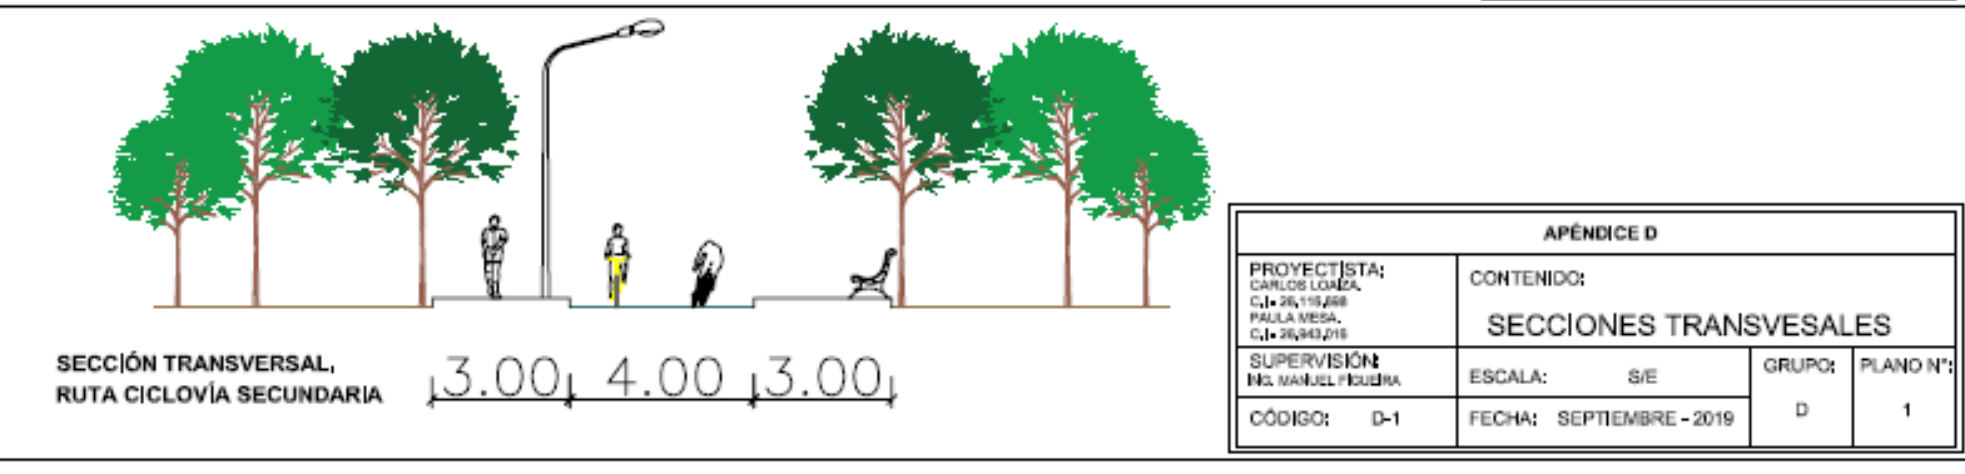 SECCIÓN TRANSVERSAL,
RUTA CICLOVÍA SECUNDARIA
3.00 4.00 3.00
APÉNDICE D
PROYECTISTA:
CARLOS LOAIZA.
C.I.
PAULA MESA.
C.I.
CONTENIDO:
SECCIONES TRANSVESALES
SUPERVISIÓN:
ING. MANUEL FIGUEIRA
ESCALA: S/E
GRUPO:
D
PLANO N°:
1
CÓDIGO: D-1
FECHA: SEPTIEMBRE - 2019